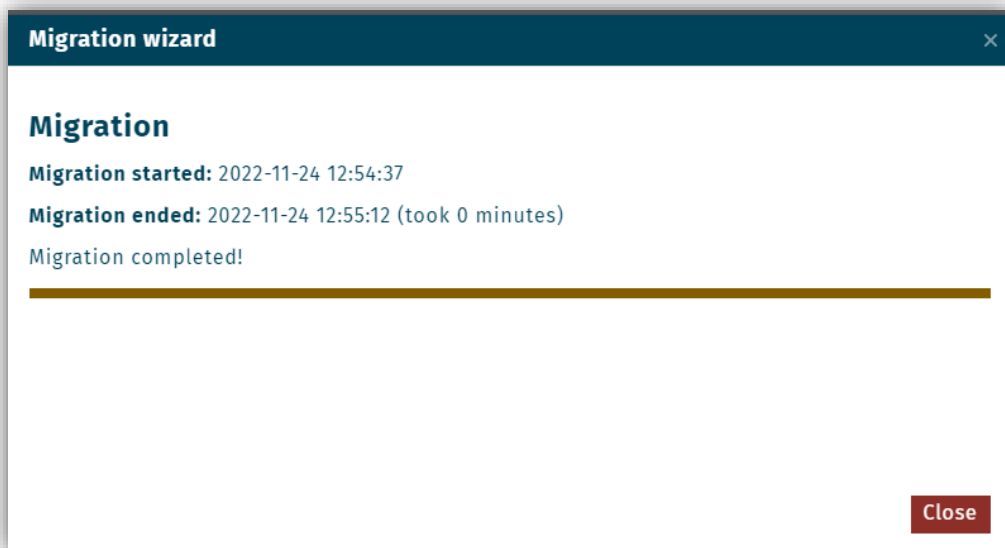 Migration wizard ×
Migration
Migration started: 2022-11-24 12:54:37
Migration ended: 2022-11-24 12:55:12 (took 0 minutes)
Migration completed!
Close